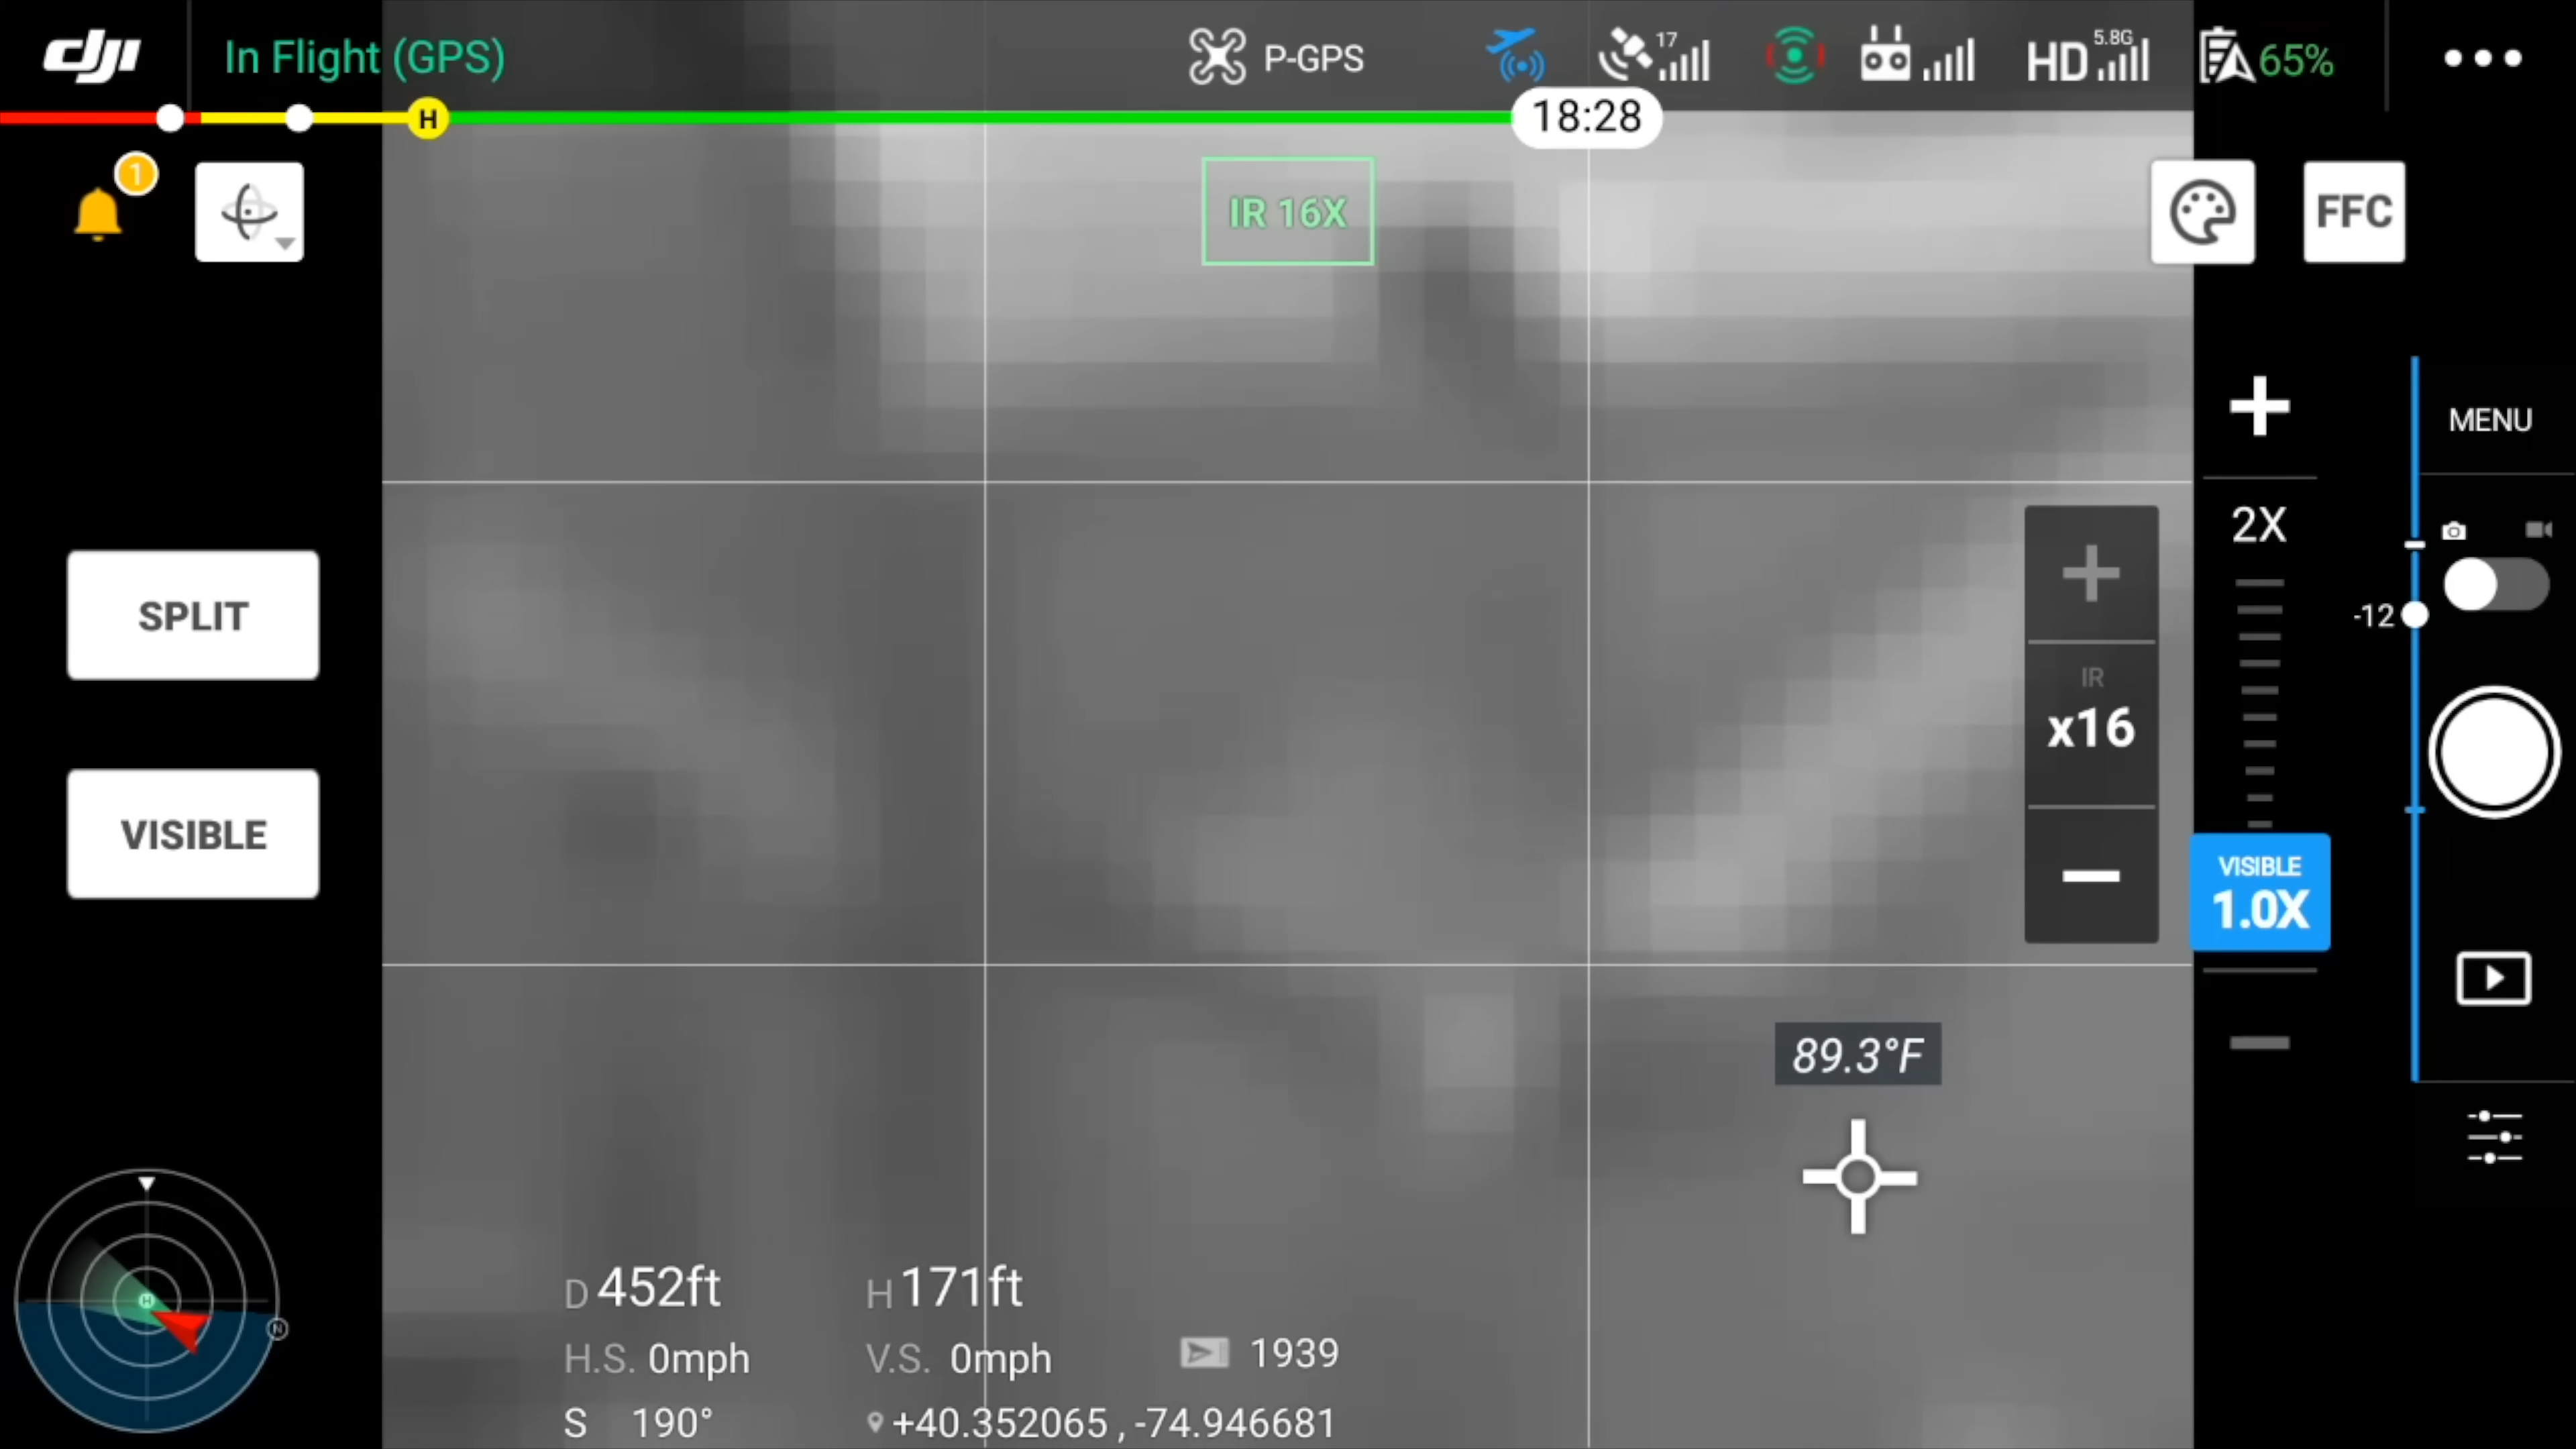 dji In Flight (GPS) P-GPS 17 HD 5.8G 65%
H 18:28
1
IR 16X
FFC
MENU
2X
SPLIT
-12
IR
x16
VISIBLE
VISIBLE
1.0X
89.3°F
H
N
D 452ft H 171ft
H.S. 0mph V.S. 0mph 1939
S 190° +40.352065 , -74.946681